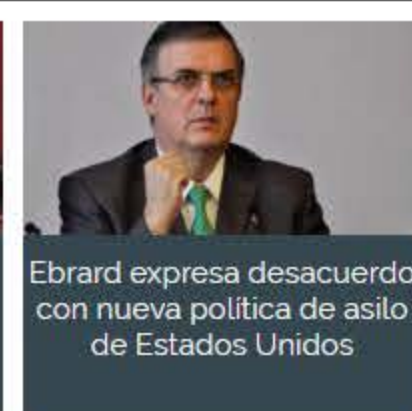 Ebrard expresa desacuerdo
con nueva política de asilo
de Estados Unidos